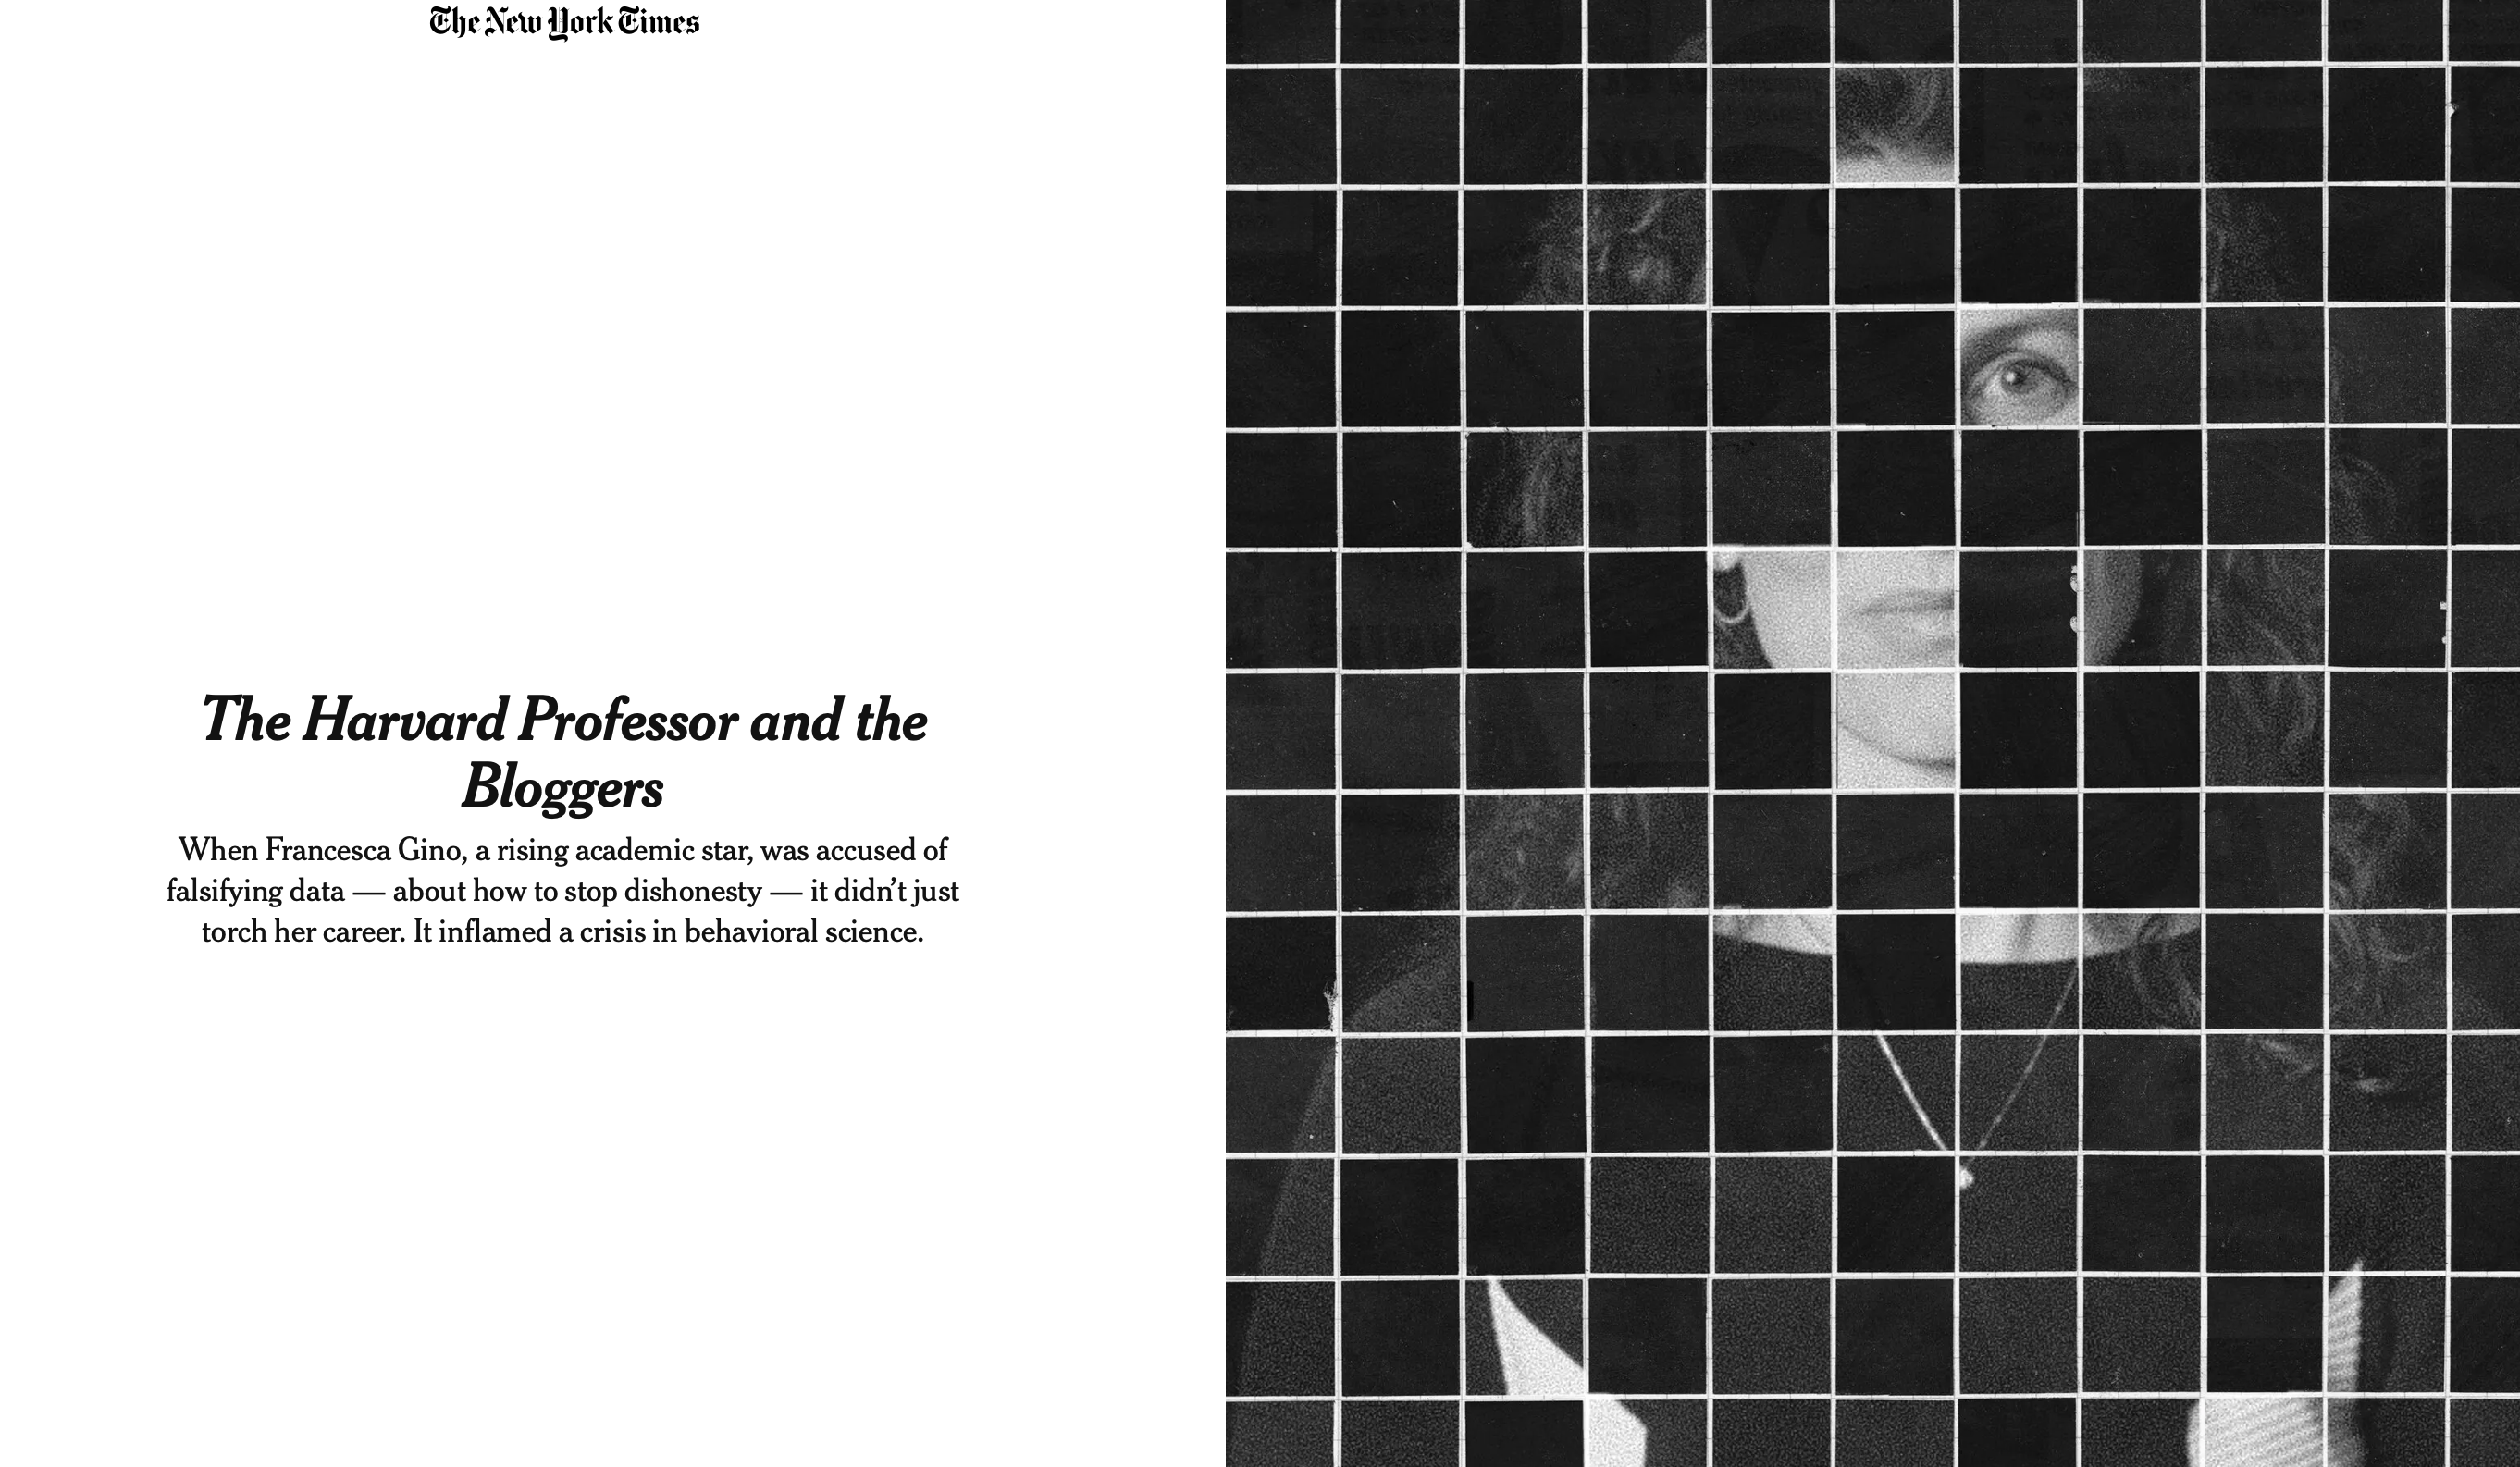 The New York Times
The Harvard Professor and the
Bloggers
When Francesca Gino, a rising academic star, was accused of
falsifying data — about how to stop dishonesty — it didn’t just
torch her career. It inflamed a crisis in behavioral science.